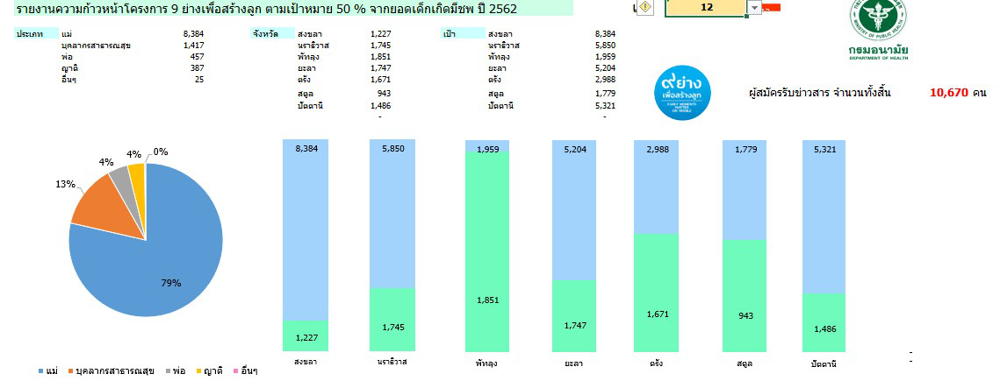 รายงานความก้าวหน้าโครงการ 9 ย่างเพื่อสร้างลูก ตามเป้าหมาย 50 % จากยอดเด็กเกิดมีชีพ ปี 2562
12
ประเภท แม่ 8,384 จังหวัด สงขลา 1,227 เป้า สงขลา 8,384
บุคลากรสาธารณสุข 1,417 นราธิวาส 1,745 นราธิวาส 5,850
พ่อ 457 พัทลุง 1,851 พัทลุง 1,959
ญาติ 387 ยะลา 1,747 ยะลา 5,204
อื่นๆ 25 ตรัง 1,671 ตรัง 2,988
สตูล 943 สตูล 1,779
ปัตตานี 1,486 ปัตตานี 5,321
- -
กรมอนามัย
DEPARTMENT OF HEALTH
๙ย่าง
เพื่อสร้างลูก
EARLY MOMENTS
MATTER
ON MOBILE
ผู้สมัครรับข่าวสาร จำนวนทั้งสิ้น 10,670 คน
79%
13%
4%
4%
0%
แม่ บุคลากรสาธารณสุข พ่อ ญาติ อื่นๆ
8,384 5,850 1,959 5,204 2,988 1,779 5,321
1,227 1,745 1,851 1,747 1,671 943 1,486
สงขลา นราธิวาส พัทลุง ยะลา ตรัง สตูล ปัตตานี
-
-